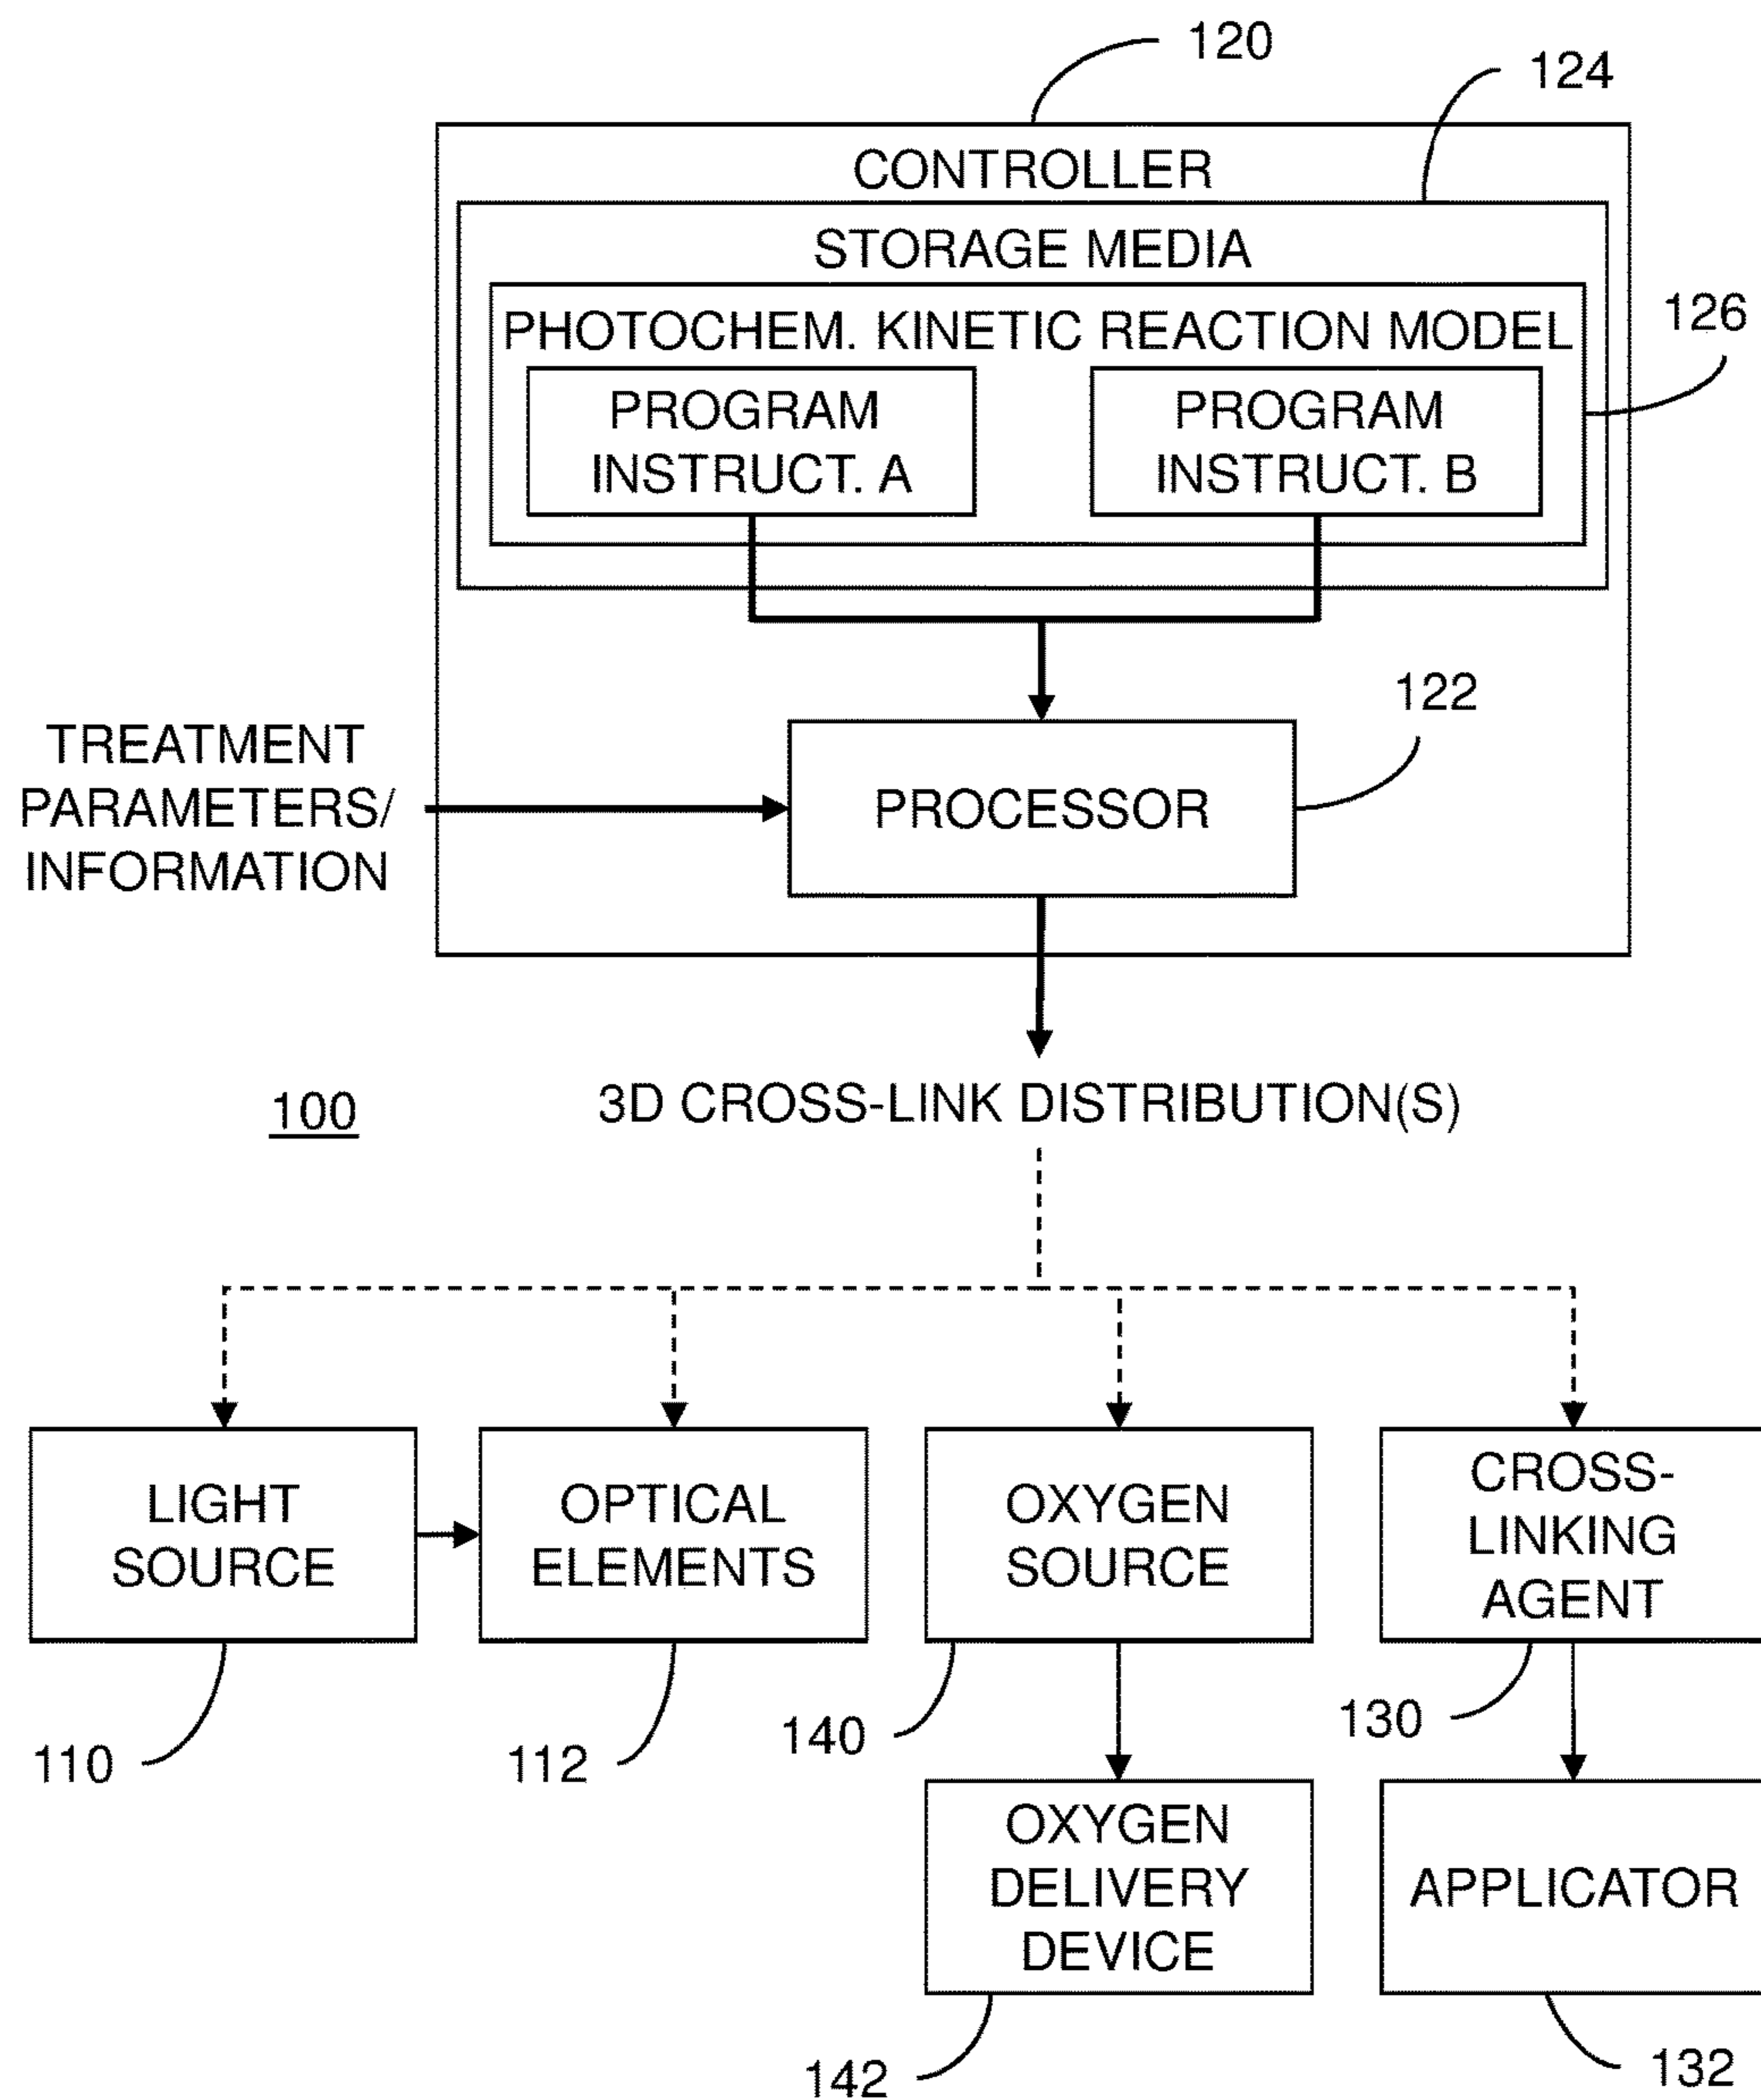 120
124
CONTROLLER
STORAGE MEDIA
126
PHOTOCHEM. KINETIC REACTION MODEL
PROGRAM
INSTRUCT. A
PROGRAM
INSTRUCT. B
122
TREATMENT
PARAMETERS/
INFORMATION
PROCESSOR
100
3D CROSS-LINK DISTRIBUTION(S)
LIGHT
SOURCE
OPTICAL
ELEMENTS
OXYGEN
SOURCE
CROSS-
LINKING
AGENT
110
112
140
130
OXYGEN
DELIVERY
DEVICE
APPLICATOR
142
132